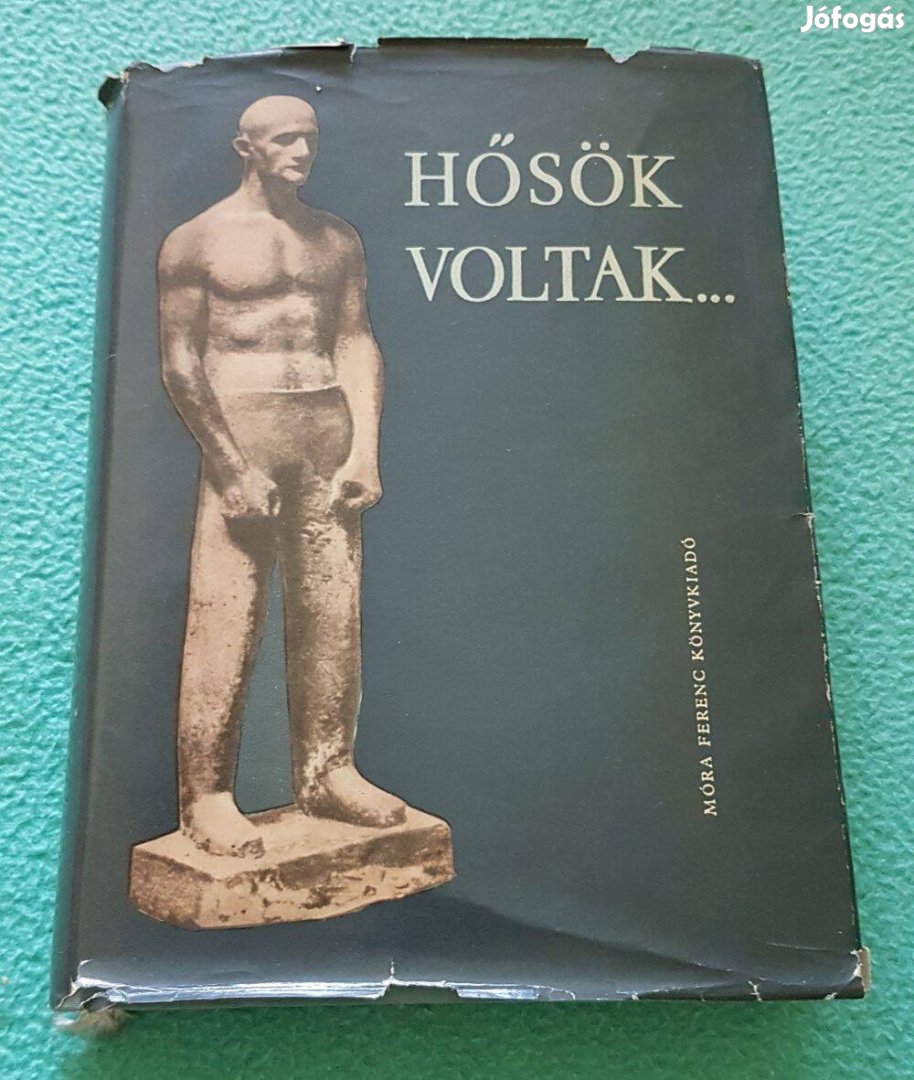 Jófogás
HŐSÖK
VOLTAK...
MÓRA FERENC KÖNYVKIADÓ